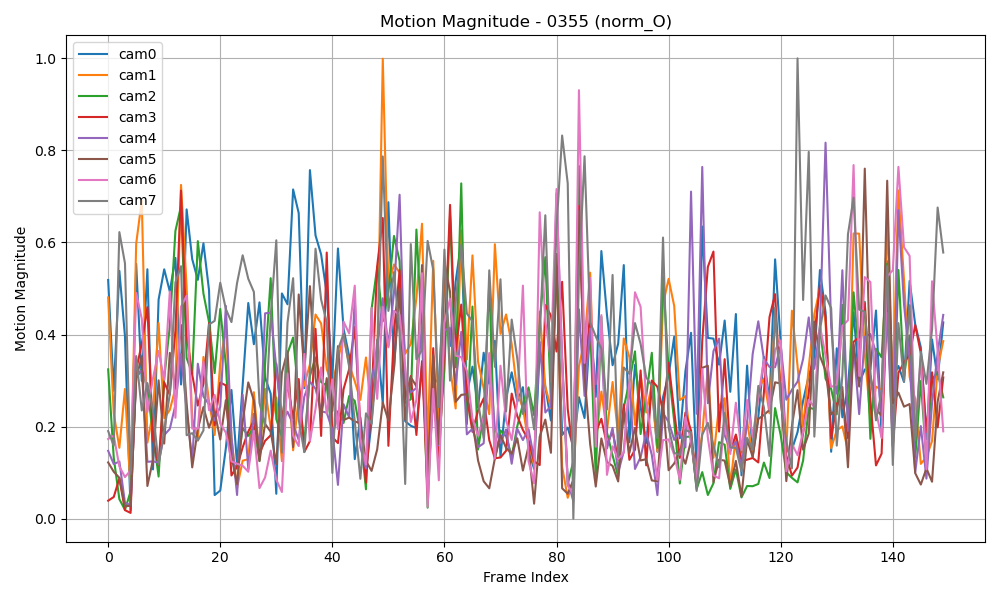 Motion Magnitude - 0355 (norm_O)
cam0
cam1
cam2
cam3
cam4
cam5
cam6
cam7
Motion Magnitude
1.0
0.8
0.6
0.4
0.2
0.0
0 20 40 60 80 100 120 140
Frame Index